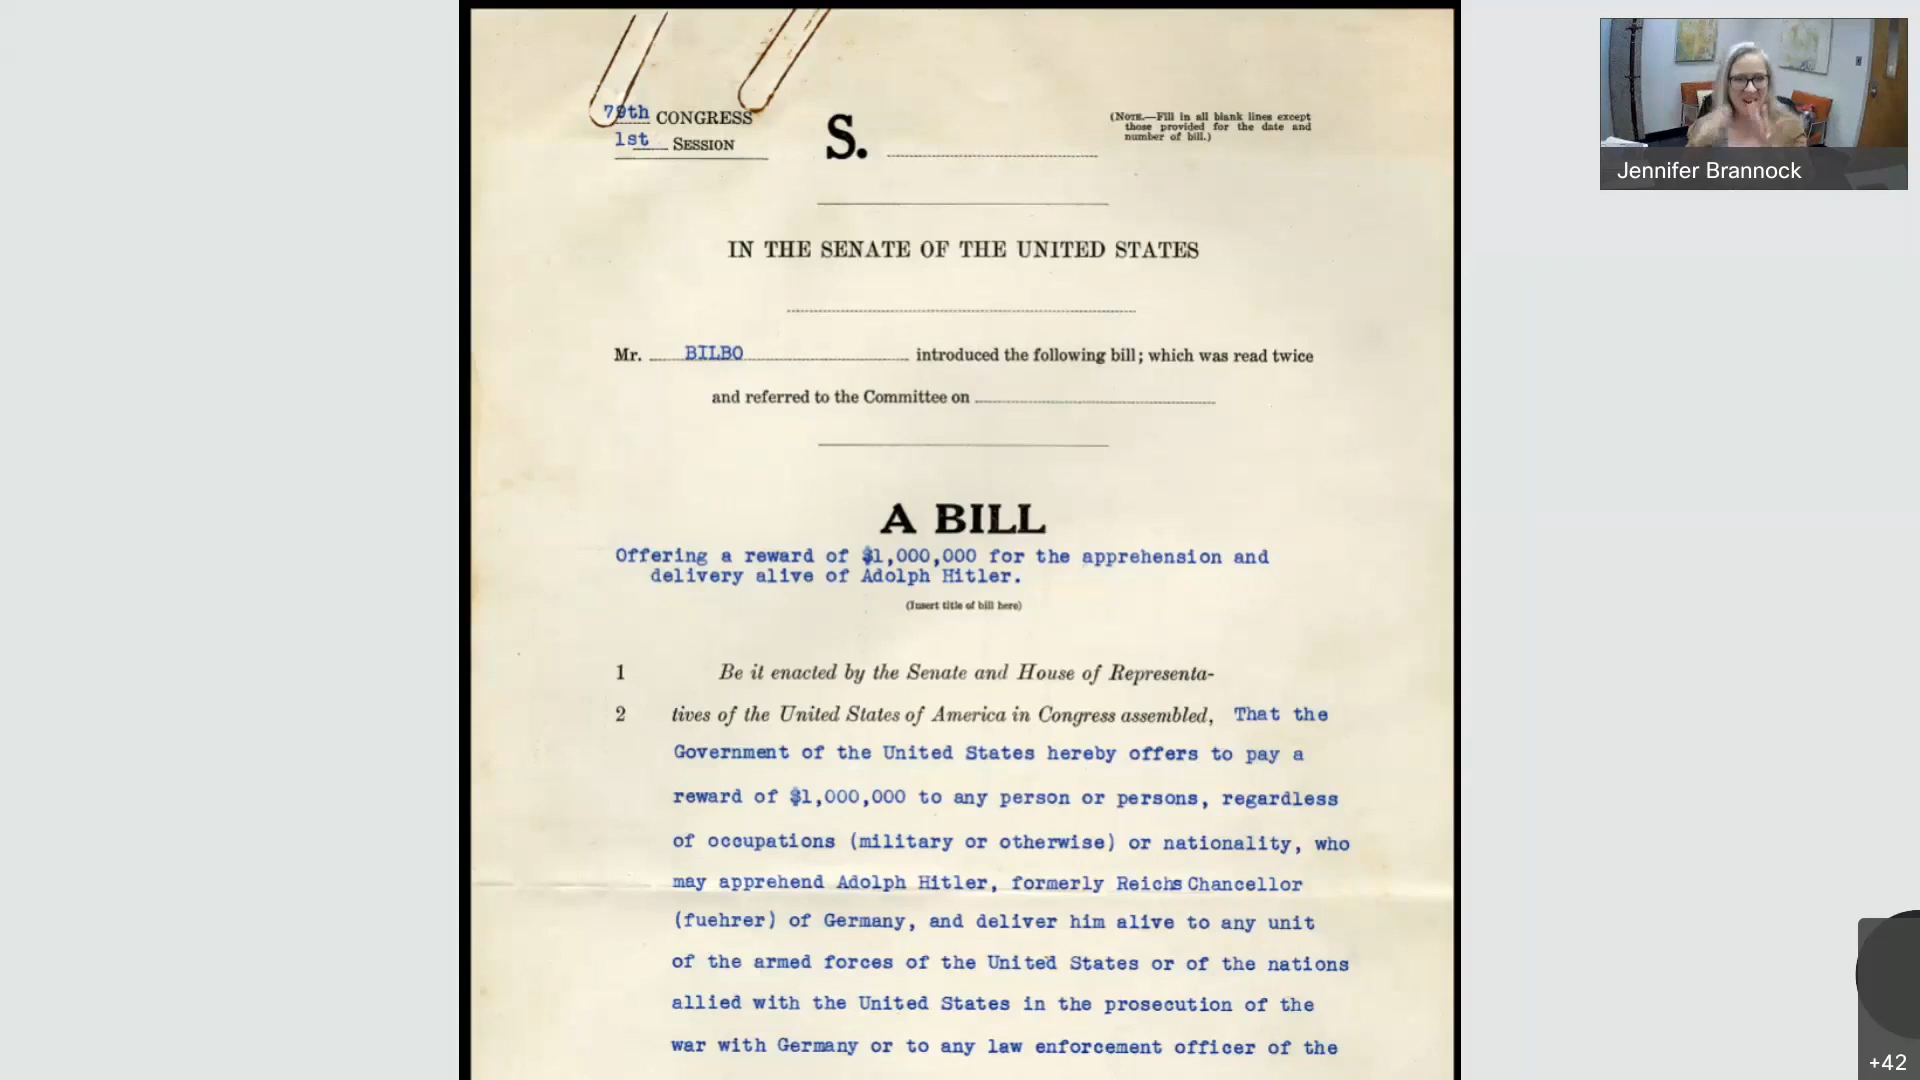 79th CONGRESS
1st SESSION
S.
(NOTE.—Fill in all blank lines except
those provided for the date and
number of bill.)
IN THE SENATE OF THE UNITED STATES
Mr. BILBO introduced the following bill; which was read twice
and referred to the Committee on
A BILL
Offering a reward of $1,000,000 for the apprehension and
delivery alive of Adolph Hitler.
(Insert title of bill here)
1 Be it enacted by the Senate and House of Representa-
2 tives of the United States of America in Congress assembled, That the
Government of the United States hereby offers to pay a
reward of $1,000,000 to any person or persons, regardless
of occupations (military or otherwise) or nationality, who
may apprehend Adolph Hitler, formerly Reichs Chancellor
(fuehrer) of Germany, and deliver him alive to any unit
of the armed forces of the United States or of the nations
allied with the United States in the prosecution of the
war with Germany or to any law enforcement officer of the
Jennifer Brannock
+42